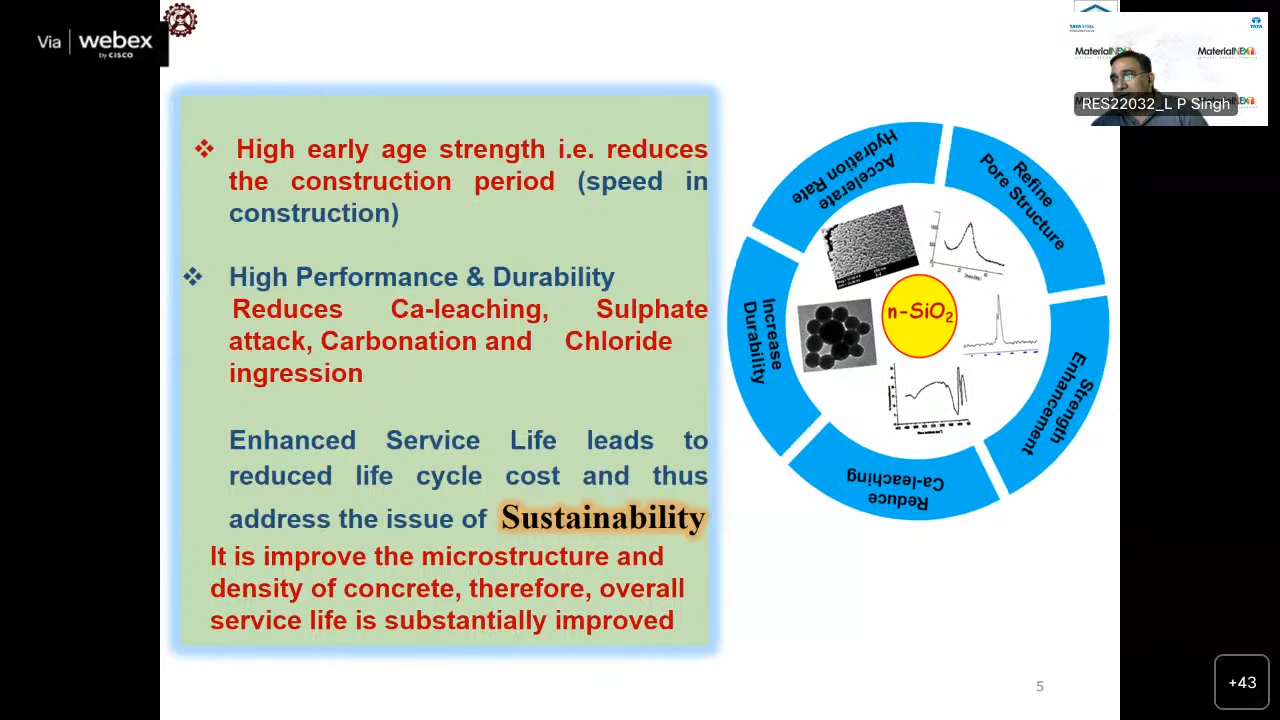 Via webex
by CISCO
TATA STEEL
TATA
MaterialNEXT
MaterialNEXT
RES22032_L P Singh
❖ High early age strength i.e. reduces
the construction period (speed in
construction)
❖ High Performance & Durability
Reduces Ca-leaching, Sulphate
attack, Carbonation and Chloride
ingression
Enhanced Service Life leads to
reduced life cycle cost and thus
address the issue of Sustainability
It is improve the microstructure and
density of concrete, therefore, overall
service life is substantially improved
Accelerate
Hydration Rate
Refine
Pore Structure
Strength
Enhancement
Reduce
Ca-leaching
Increase
Durability
n-SiO₂
5
+43